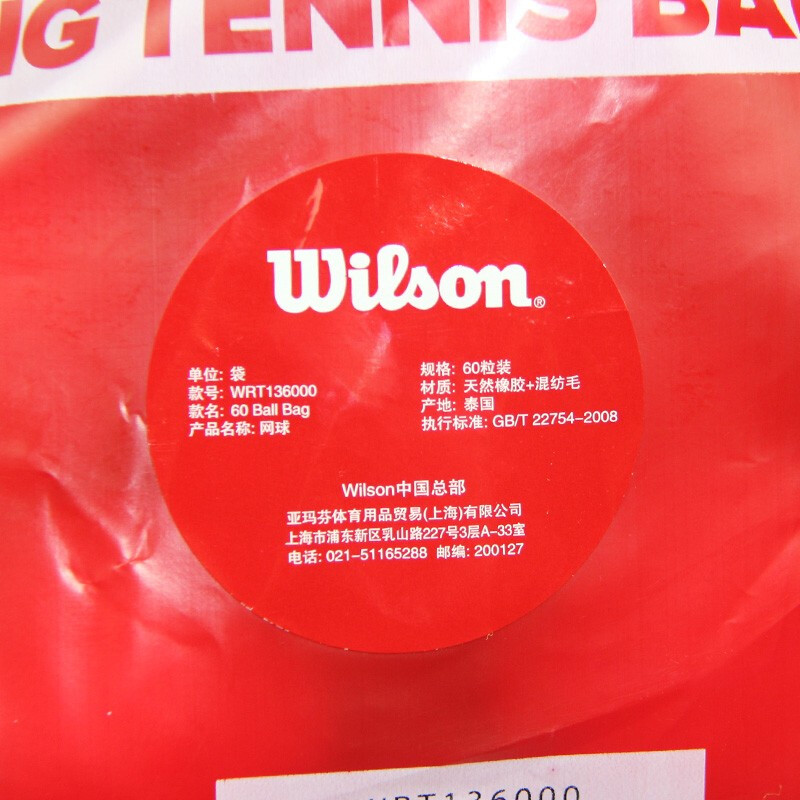 NG TENNIS BA
Wilson®
单位: 袋
款号: WRT136000
款名: 60 Ball Bag
产品名称: 网球
规格: 60粒装
材质: 天然橡胶+混纺毛
产地: 泰国
执行标准: GB/T 22754-2008
Wilson中国总部
亚玛芬体育用品贸易(上海)有限公司
上海市浦东新区乳山路227号3层A-33室
电话: 021-51165288 邮编: 200127
WRT136000